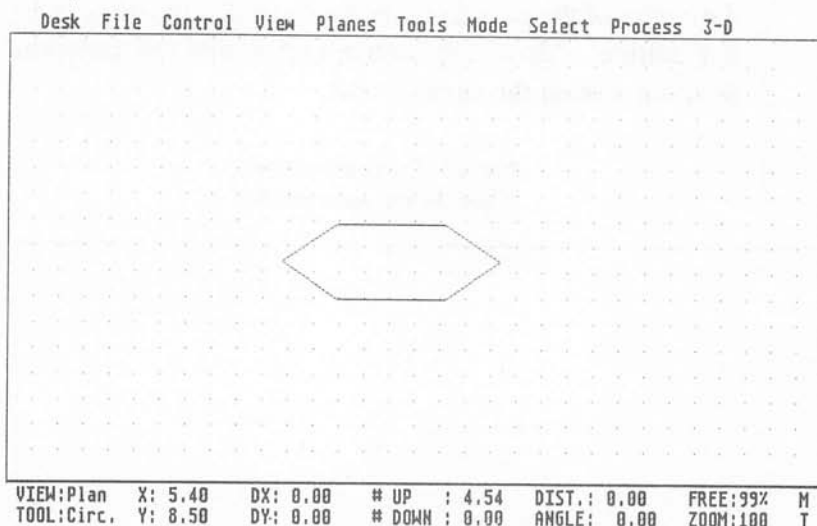 Desk File Control View Planes Tools Mode Select Process 3-D
VIEW:Plan X: 5.40 DX: 0.00 # UP : 4.54 DIST.: 0.00 FREE:99% M
TOOL:Circ. Y: 8.50 DY: 0.00 # DOWN : 0.00 ANGLE: 0.00 ZOOM:100 T